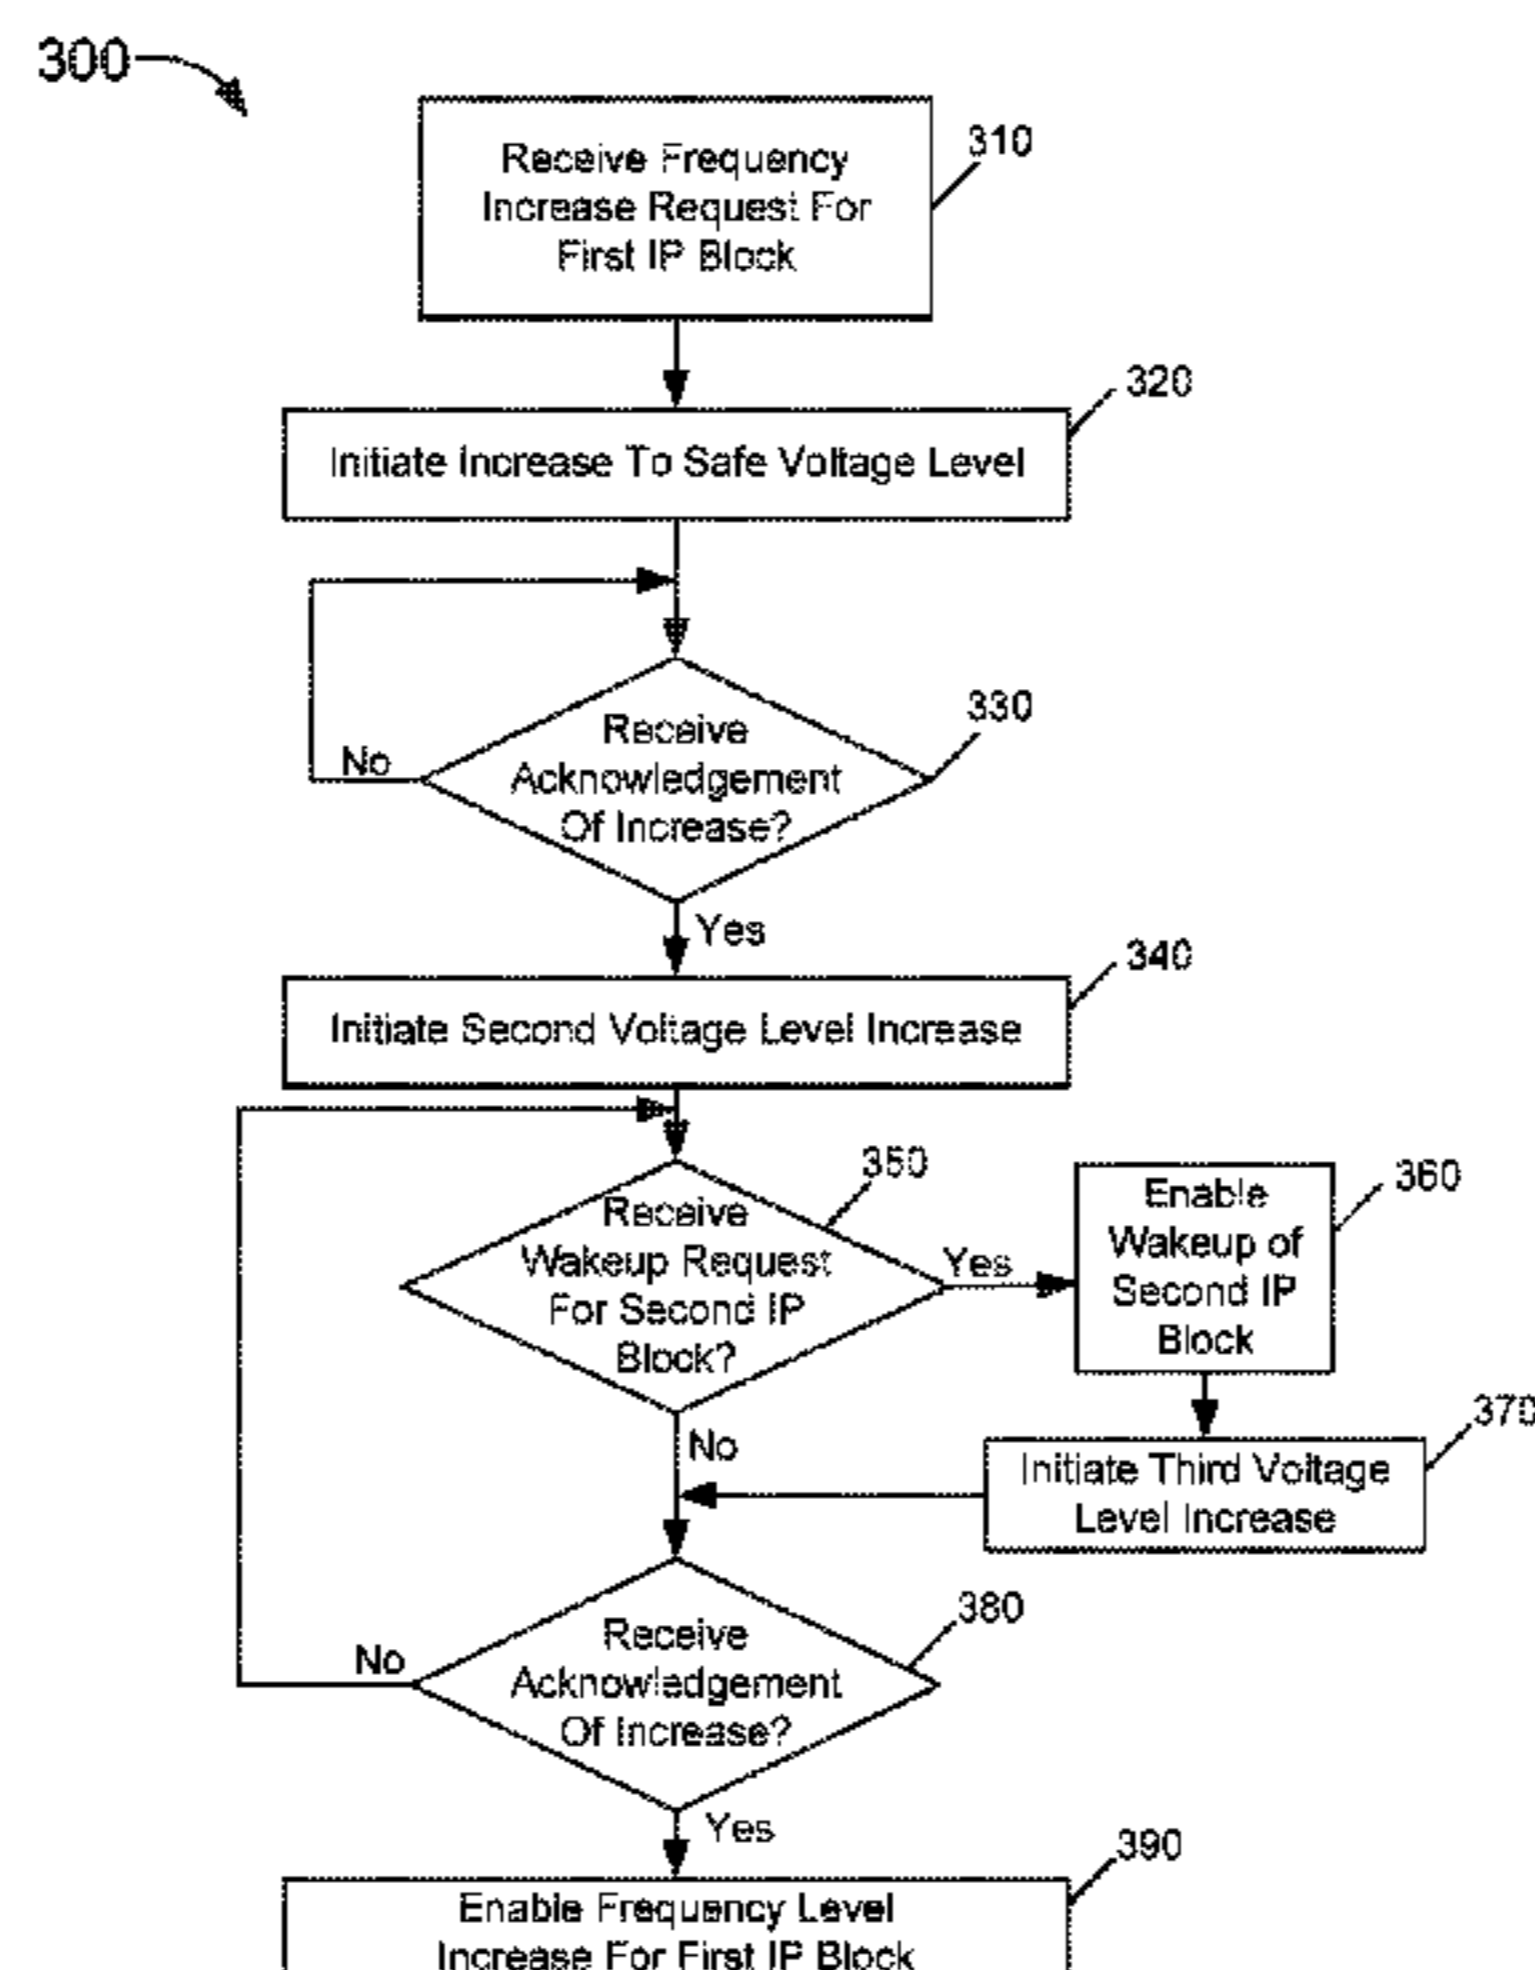 300
Receive Frequency
Increase Request For
First IP Block
310
Initiate Increase To Safe Voltage Level
320
Receive
Acknowledgement
Of Increase?
330
No
Yes
Initiate Second Voltage Level Increase
340
Receive
Wakeup Request
For Second IP
Block?
350
Yes
Enable
Wakeup of
Second IP
Block
360
No
Initiate Third Voltage
Level Increase
370
Receive
Acknowledgement
Of Increase?
380
No
Yes
Enable Frequency Level
Increase For First IP Block
390